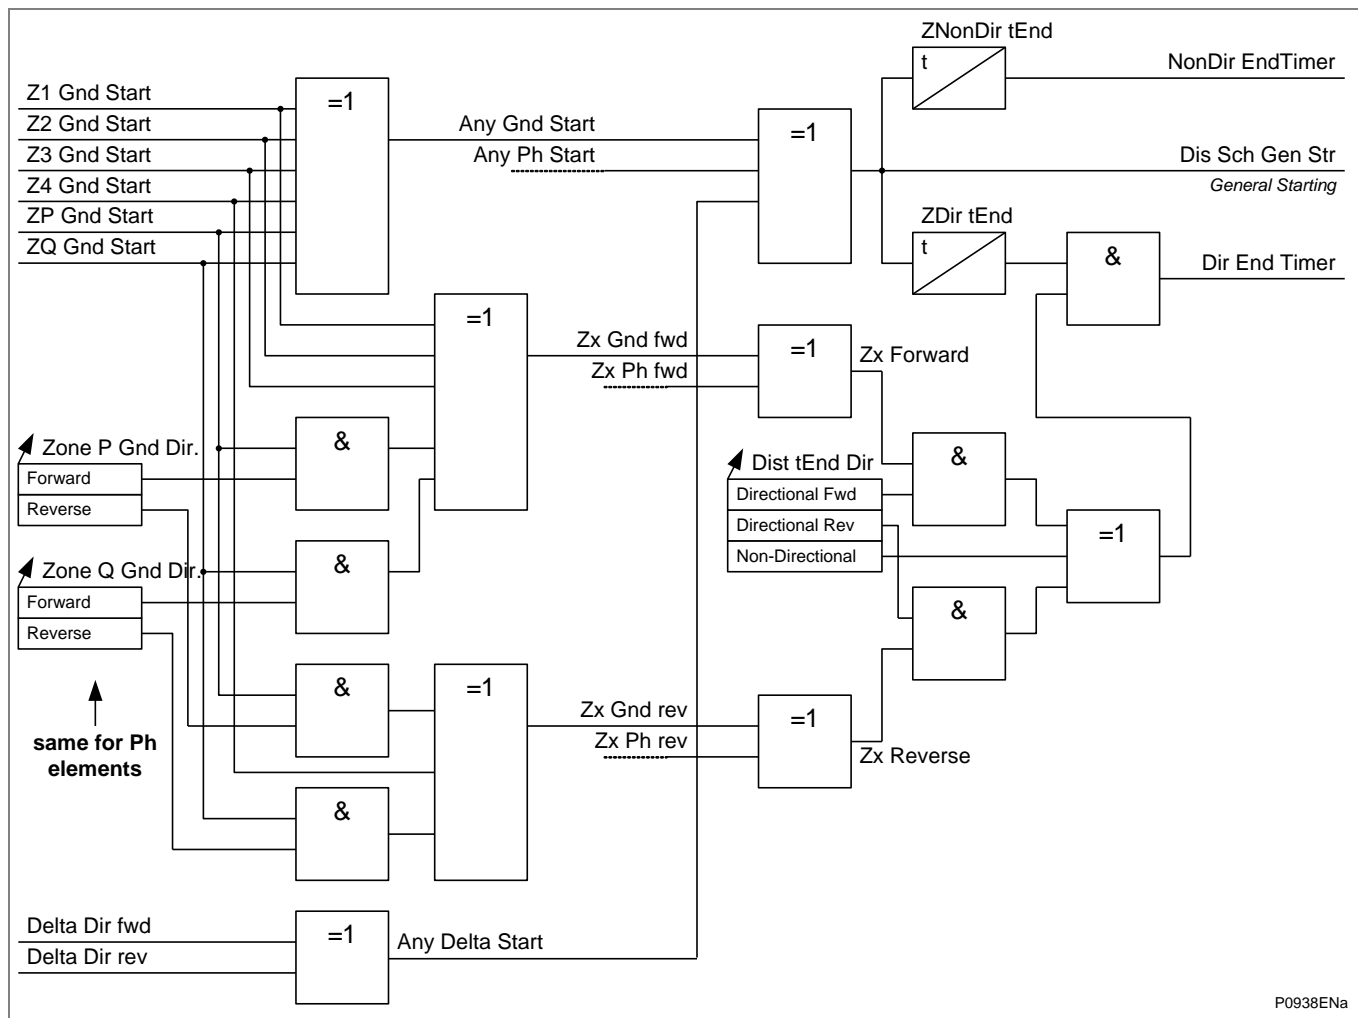 ZNonDir tEnd
t
NonDir EndTimer
Z1 Gnd Start
Z2 Gnd Start
Z3 Gnd Start
Z4 Gnd Start
ZP Gnd Start
ZQ Gnd Start
=1
Any Gnd Start
Any Ph Start
=1
Dis Sch Gen Str
General Starting
ZDir tEnd
t
&
Dir End Timer
=1
Zx Gnd fwd
Zx Ph fwd
=1
Zx Forward
Zone P Gnd Dir.
Forward
Reverse
&
Dist tEnd Dir
Directional Fwd
Directional Rev
Non-Directional
&
=1
Zone Q Gnd Dir.
Forward
Reverse
&
&
same for Ph
elements
&
=1
Zx Gnd rev
Zx Ph rev
=1
Zx Reverse
&
Delta Dir fwd
Delta Dir rev
=1
Any Delta Start
P0938ENa